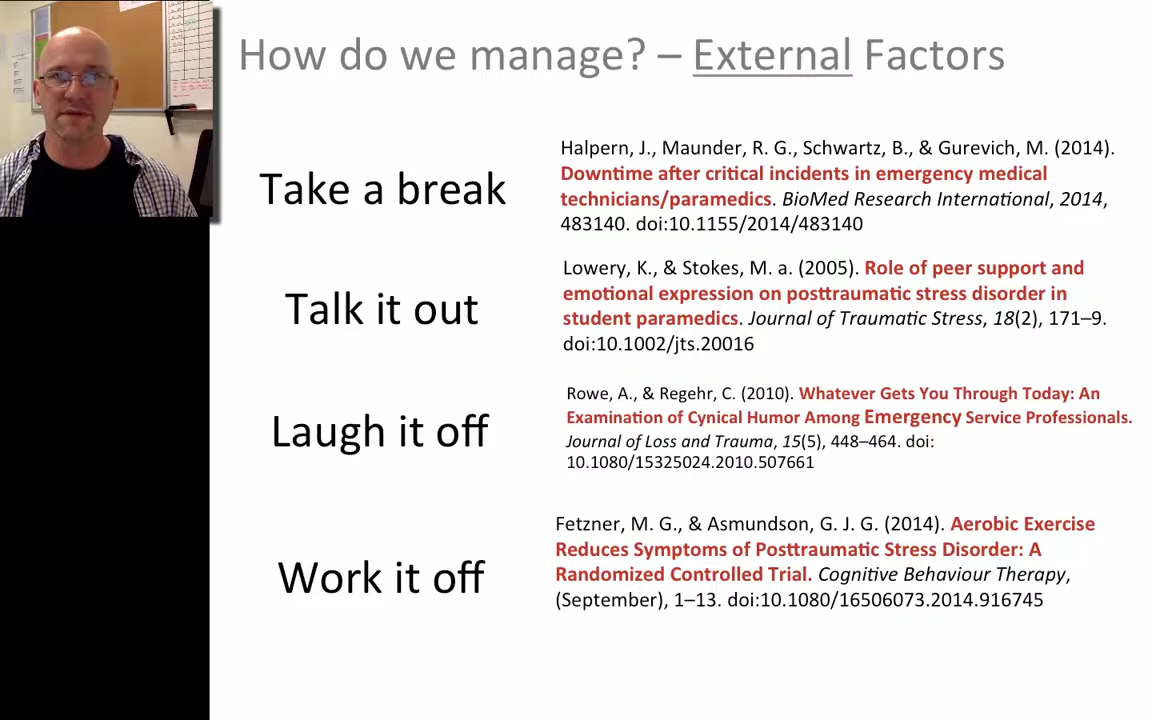 How do we manage? – External Factors
Take a break
Halpern, J., Maunder, R. G., Schwartz, B., & Gurevich, M. (2014).
Downtime after critical incidents in emergency medical
technicians/paramedics. BioMed Research International, 2014,
483140. doi:10.1155/2014/483140
Talk it out
Lowery, K., & Stokes, M. a. (2005). Role of peer support and
emotional expression on posttraumatic stress disorder in
student paramedics. Journal of Traumatic Stress, 18(2), 171–9.
doi:10.1002/jts.20016
Laugh it off
Rowe, A., & Regehr, C. (2010). Whatever Gets You Through Today: An
Examination of Cynical Humor Among Emergency Service Professionals.
Journal of Loss and Trauma, 15(5), 448–464. doi:
10.1080/15325024.2010.507661
Work it off
Fetzner, M. G., & Asmundson, G. J. G. (2014). Aerobic Exercise
Reduces Symptoms of Posttraumatic Stress Disorder: A
Randomized Controlled Trial. Cognitive Behaviour Therapy,
(September), 1–13. doi:10.1080/16506073.2014.916745